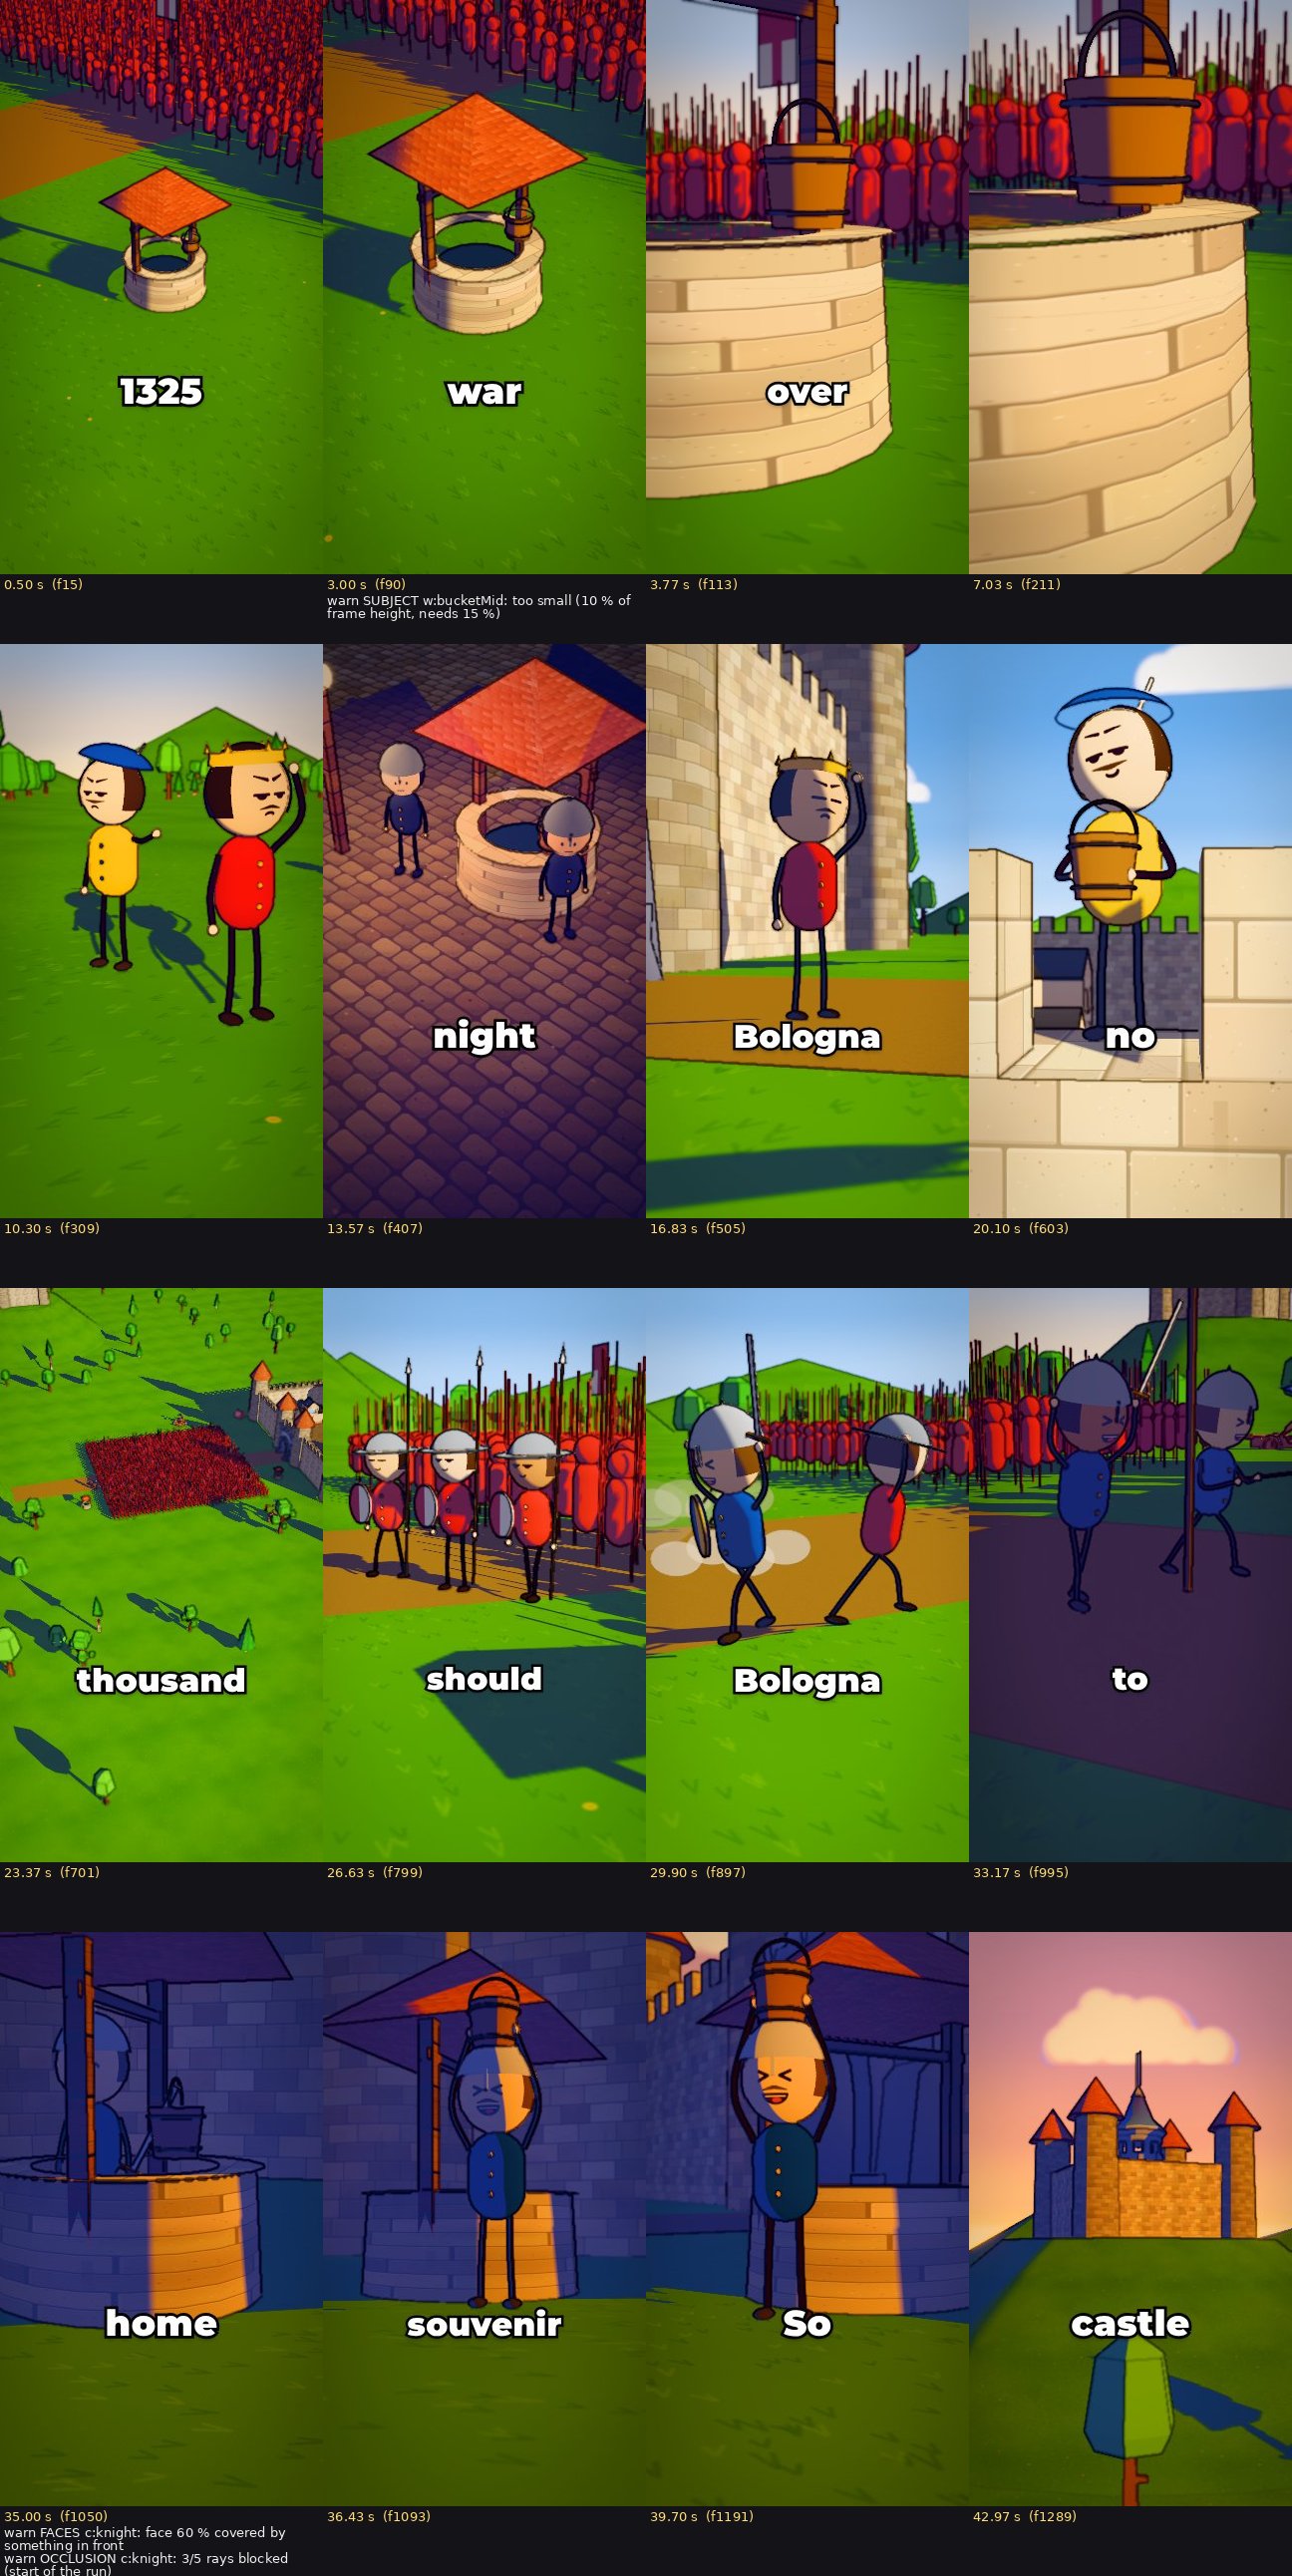 1325
war
over
0.50 s (f15)
3.00 s (f90)
3.77 s (f113)
7.03 s (f211)
warn SUBJECT w:bucketMid: too small (10 % of
frame height, needs 15 %)
night
Bologna
no
10.30 s (f309)
13.57 s (f407)
16.83 s (f505)
20.10 s (f603)
thousand
should
Bologna
to
23.37 s (f701)
26.63 s (f799)
29.90 s (f897)
33.17 s (f995)
home
souvenir
So
castle
35.00 s (f1050)
36.43 s (f1093)
39.70 s (f1191)
42.97 s (f1289)
warn FACES c:knight: face 60 % covered by
something in front
warn OCCLUSION c:knight: 3/5 rays blocked
(start of the run)